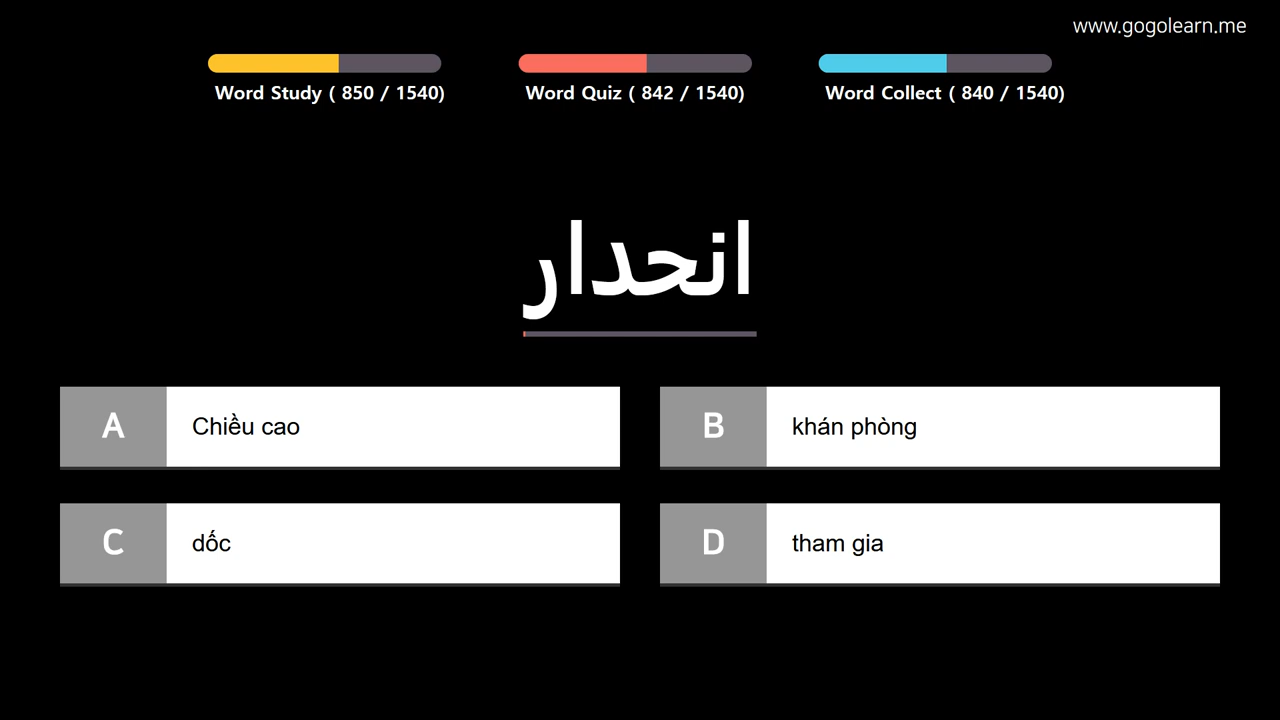 www.gogolearn.me
Word Study ( 850 / 1540)
Word Quiz ( 842 / 1540)
Word Collect ( 840 / 1540)
انحدار
A Chiều cao
B khán phòng
C dốc
D tham gia